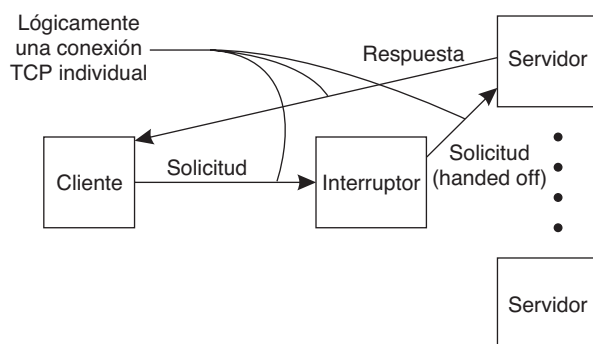 Lógicamente
una conexión
TCP individual
Respuesta
Servidor
Cliente
Solicitud
Interruptor
Solicitud
(handed off)
Servidor